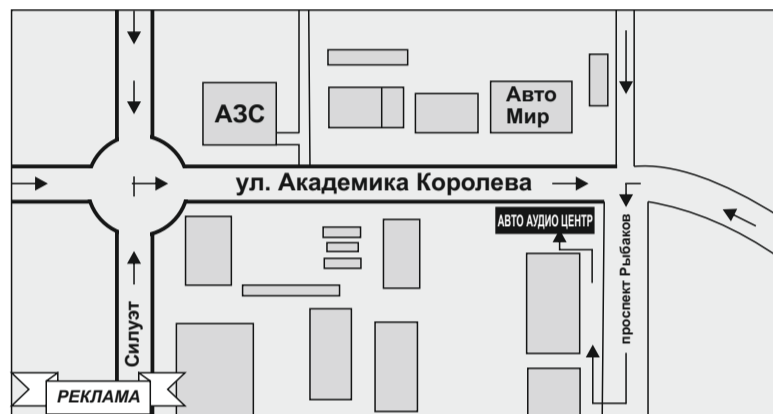 АЗС
Авто
Мир
ул. Академика Королева
АВТО АУДИО ЦЕНТР
проспект Рыбаков
Силуэт
РЕКЛАМА